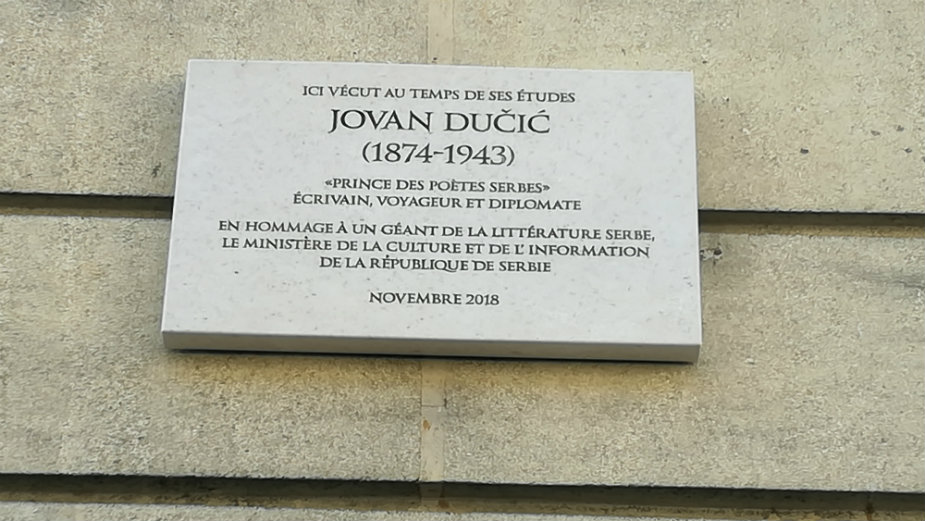 ICI VÉCUT AU TEMPS DE SES ÉTUDES
JOVAN DUČIĆ
(1874-1943)
«PRINCE DES POÈTES SERBES»
ÉCRIVAIN, VOYAGEUR ET DIPLOMATE
EN HOMMAGE À UN GÉANT DE LA LITTÉRATURE SERBE,
LE MINISTÈRE DE LA CULTURE ET DE L' INFORMATION
DE LA RÉPUBLIQUE DE SERBIE
NOVEMBRE 2018